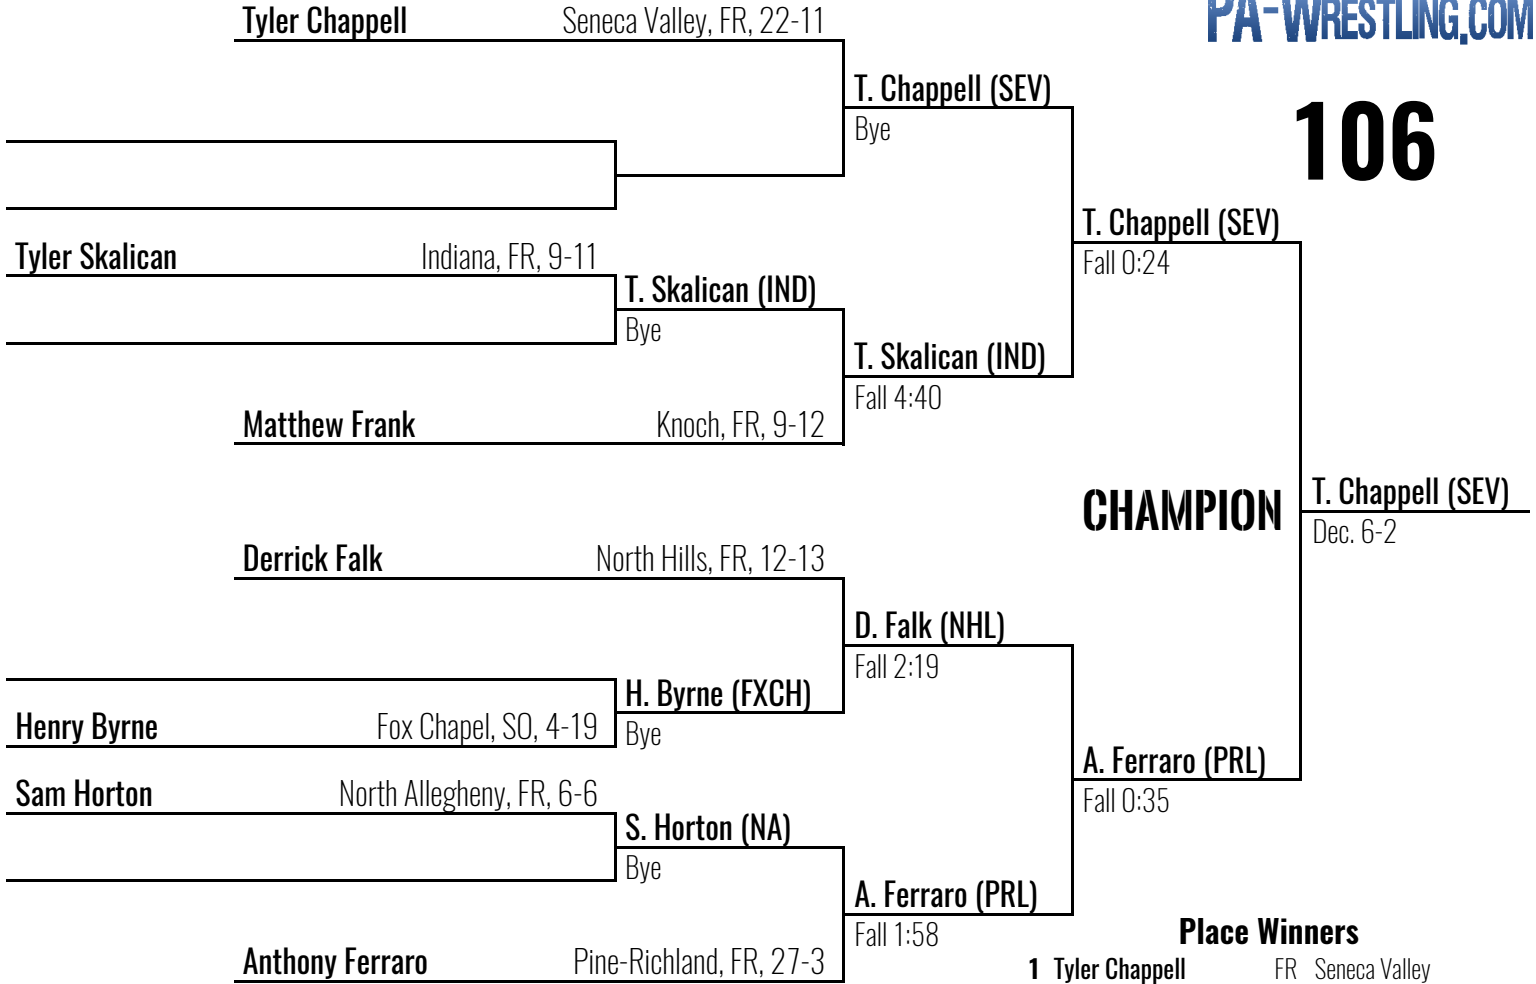 Tyler Chappell Seneca Valley, FR, 22-11
PA-WRESTLING.COM
T. Chappell (SEV)
Bye
106
T. Chappell (SEV)
Fall 0:24
Tyler Skalican Indiana, FR, 9-11
T. Skalican (IND)
Bye
T. Skalican (IND)
Fall 4:40
Matthew Frank Knoch, FR, 9-12
CHAMPION
T. Chappell (SEV)
Dec. 6-2
Derrick Falk North Hills, FR, 12-13
D. Falk (NHL)
Fall 2:19
H. Byrne (FXCH)
Bye
Henry Byrne Fox Chapel, SO, 4-19
A. Ferraro (PRL)
Fall 0:35
Sam Horton North Allegheny, FR, 6-6
S. Horton (NA)
Bye
A. Ferraro (PRL)
Fall 1:58
Anthony Ferraro Pine-Richland, FR, 27-3
Place Winners
1 Tyler Chappell FR Seneca Valley